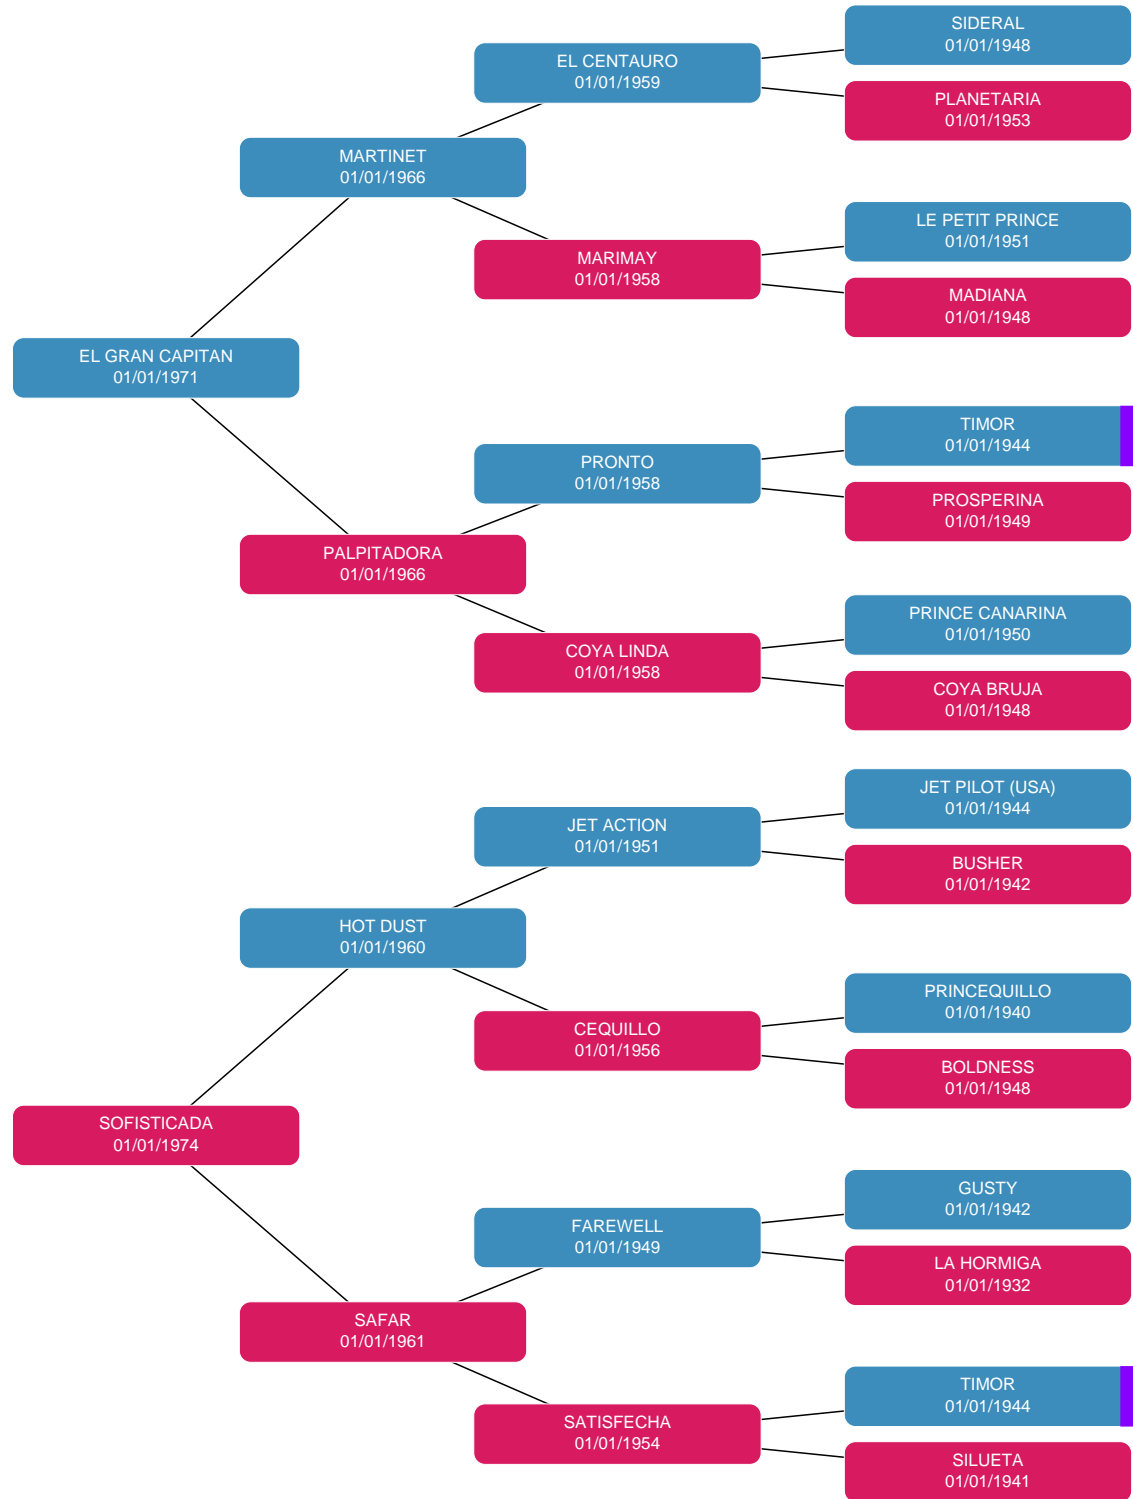 SIDERAL
01/01/1948
EL CENTAURO
01/01/1959
PLANETARIA
01/01/1953
MARTINET
01/01/1966
LE PETIT PRINCE
01/01/1951
MARIMAY
01/01/1958
MADIANA
01/01/1948
EL GRAN CAPITAN
01/01/1971
TIMOR
01/01/1944
PRONTO
01/01/1958
PROSPERINA
01/01/1949
PALPITADORA
01/01/1966
PRINCE CANARINA
01/01/1950
COYA LINDA
01/01/1958
COYA BRUJA
01/01/1948
JET PILOT (USA)
01/01/1944
JET ACTION
01/01/1951
BUSHER
01/01/1942
HOT DUST
01/01/1960
PRINCEQUILLO
01/01/1940
CEQUILLO
01/01/1956
BOLDNESS
01/01/1948
SOFISTICADA
01/01/1974
GUSTY
01/01/1942
FAREWELL
01/01/1949
LA HORMIGA
01/01/1932
SAFAR
01/01/1961
TIMOR
01/01/1944
SATISFECHA
01/01/1954
SILUETA
01/01/1941